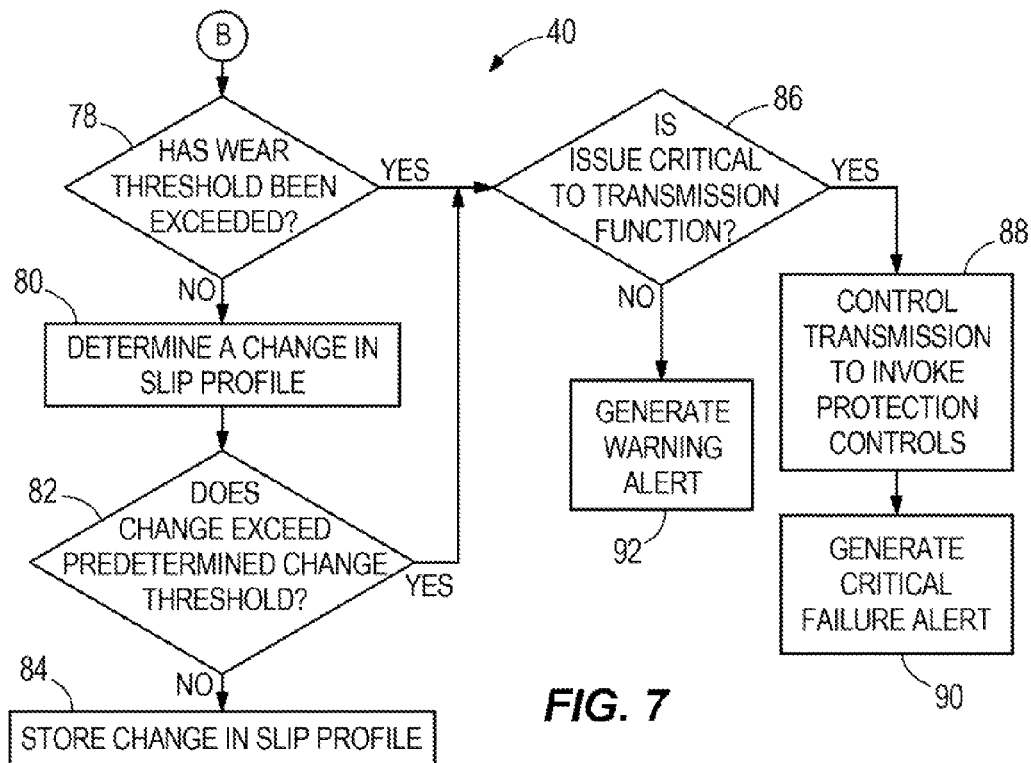 B
40
78
HAS WEAR
THRESHOLD BEEN
EXCEEDED?
YES
NO
80
DETERMINE A CHANGE IN
SLIP PROFILE
82
DOES
CHANGE EXCEED
PREDETERMINED CHANGE
THRESHOLD?
YES
NO
84
STORE CHANGE IN SLIP PROFILE
86
IS
ISSUE CRITICAL
TO TRANSMISSION
FUNCTION?
YES
NO
88
CONTROL
TRANSMISSION
TO INVOKE
PROTECTION
CONTROLS
GENERATE
WARNING
ALERT
92
GENERATE
CRITICAL
FAILURE ALERT
90
FIG. 7